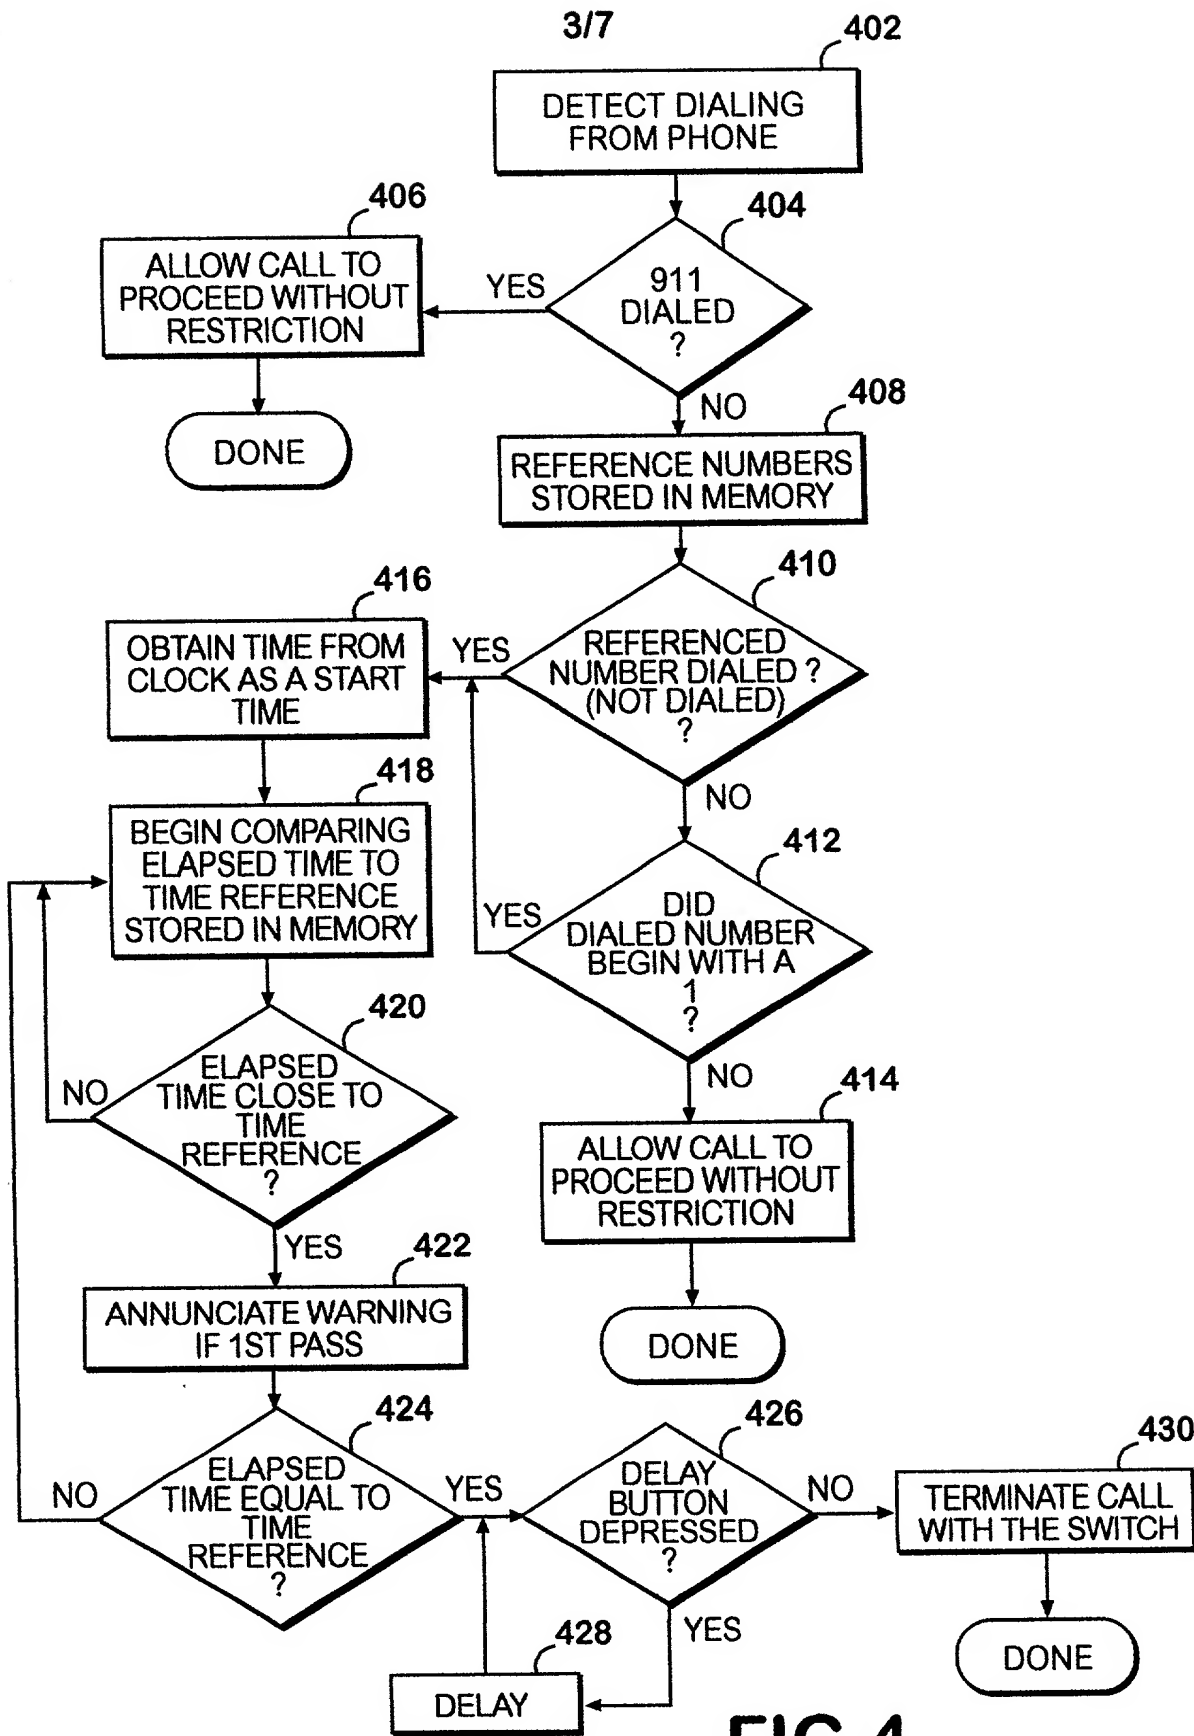 3/7
402
DETECT DIALING
FROM PHONE
404
911
DIALED
?
YES
406
ALLOW CALL TO
PROCEED WITHOUT
RESTRICTION
DONE
NO
408
REFERENCE NUMBERS
STORED IN MEMORY
410
REFERENCED
NUMBER DIALED ?
(NOT DIALED)
?
YES
416
OBTAIN TIME FROM
CLOCK AS A START
TIME
NO
412
DID
DIALED NUMBER
BEGIN WITH A
1
?
YES
NO
414
ALLOW CALL TO
PROCEED WITHOUT
RESTRICTION
DONE
418
BEGIN COMPARING
ELAPSED TIME TO
TIME REFERENCE
STORED IN MEMORY
420
ELAPSED
TIME CLOSE TO
TIME
REFERENCE
?
NO
YES
422
ANNUNCIATE WARNING
IF 1ST PASS
424
ELAPSED
TIME EQUAL TO
TIME
REFERENCE
?
NO
YES
426
DELAY
BUTTON
DEPRESSED
?
NO
430
TERMINATE CALL
WITH THE SWITCH
DONE
YES
428
DELAY
FIG 4